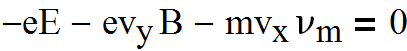 −eE − ev_y B − mv_x ν_m = 0